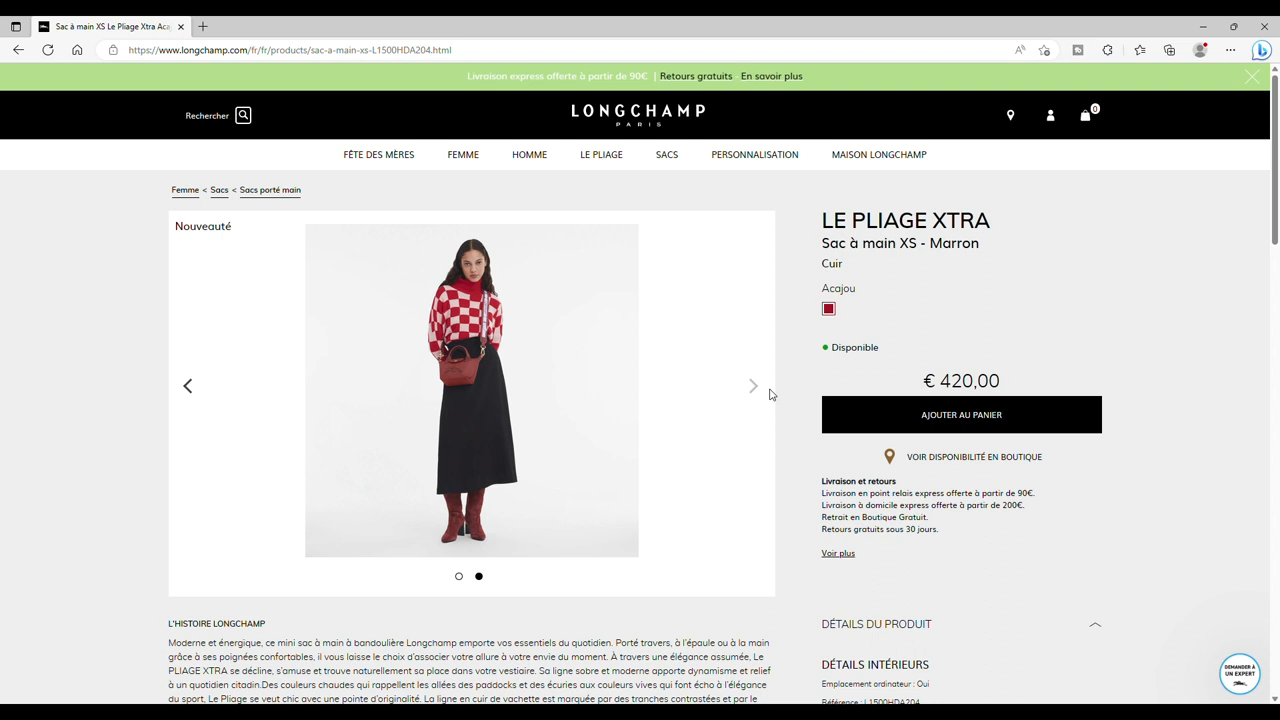 Sac à main XS Le Pliage Xtra Aca
https://www.longchamp.com/fr/fr/products/sac-a-main-xs-L1500HDA204.html
Livraison express offerte à partir de 90€ | Retours gratuits En savoir plus
Rechercher
LONGCHAMP
PARIS
0
FÊTE DES MÈRES FEMME HOMME LE PLIAGE SACS PERSONNALISATION MAISON LONGCHAMP
Femme < Sacs < Sacs porté main
Nouveauté
LE PLIAGE XTRA
Sac à main XS - Marron
Cuir
Acajou
Disponible
€ 420,00
AJOUTER AU PANIER
VOIR DISPONIBILITÉ EN BOUTIQUE
Livraison et retours
Livraison en point relais express offerte à partir de 90€.
Livraison à domicile express offerte à partir de 200€.
Retrait en Boutique Gratuit.
Retours gratuits sous 30 jours.
Voir plus
L'HISTOIRE LONGCHAMP
Moderne et énergique, ce mini sac à main à bandoulière Longchamp emporte vos essentiels du quotidien. Porté travers, à l'épaule ou à la main
grâce à ses poignées confortables, il vous laisse le choix d'associer votre allure à votre envie du moment. À travers une élégance assumée, Le
PLIAGE XTRA se décline, s'amuse et trouve naturellement sa place dans votre vesticire. Sa ligne sobre et moderne apporte dynamisme et relief
à un quotidien citadin.Des couleurs chaudes qui rappellent les allées des paddocks et des écuries aux couleurs vives qui font écho à l'élégance
du sport, Le Pliage se veut chic avec une pointe d'originalité. La ligne en cuir de vachette est marquée par des tranches contrastées et par le
DÉTAILS DU PRODUIT
DÉTAILS INTÉRIEURS
Emplacement ordinateur : Oui
Référence : L1500HDA204
DEMANDER À
UN EXPERT